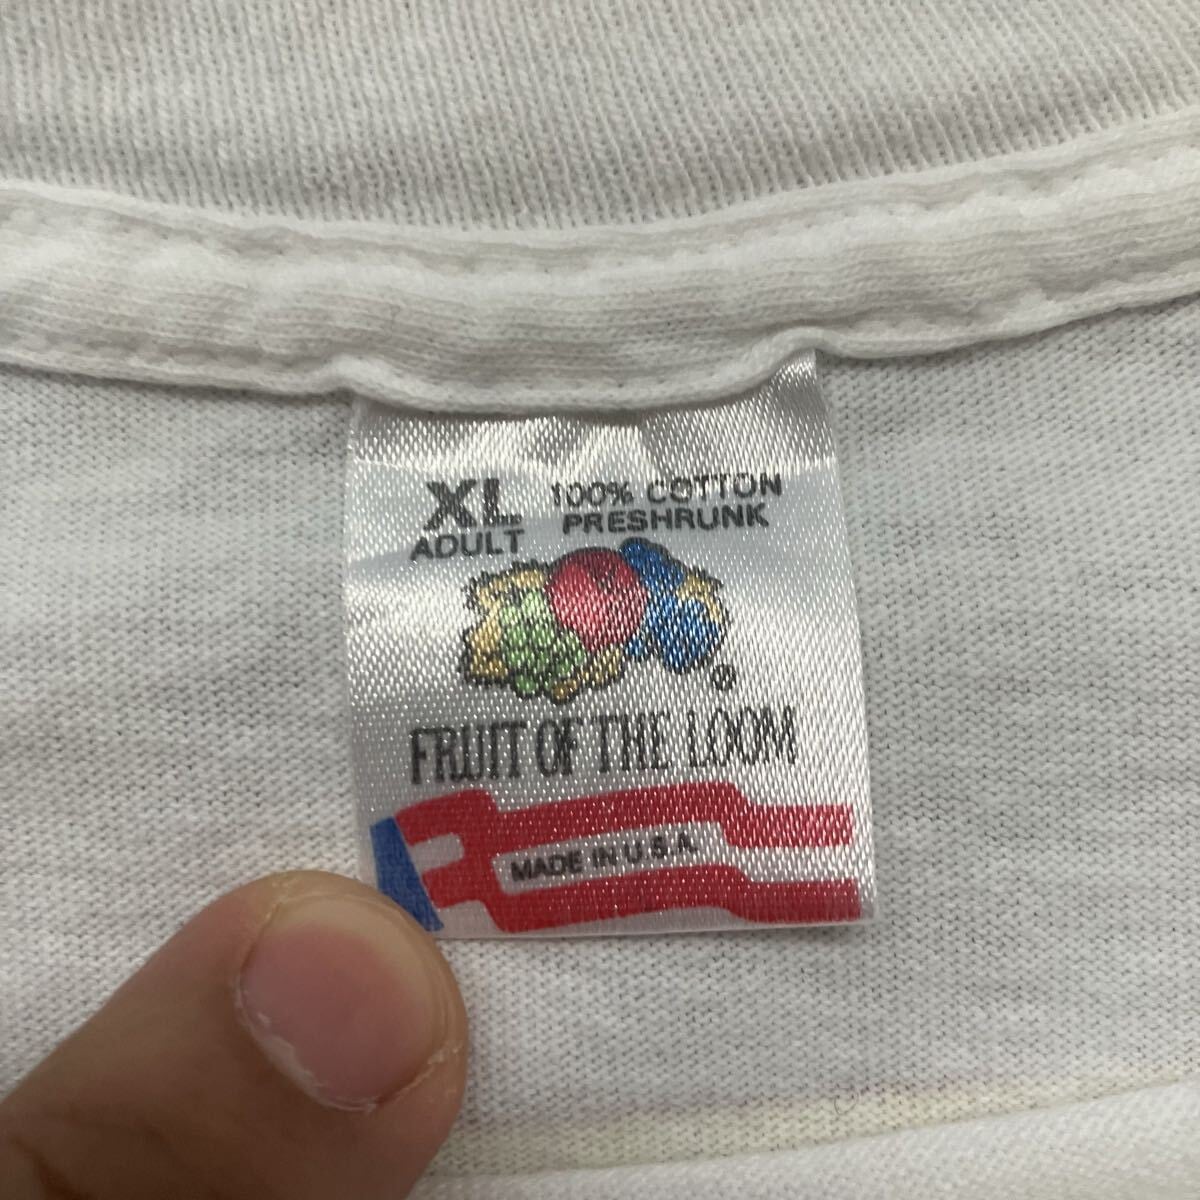 XL 100% COTTON
ADULT PRESHRUNK
®
FRUIT OF THE LOOM
MADE IN U.S.A.